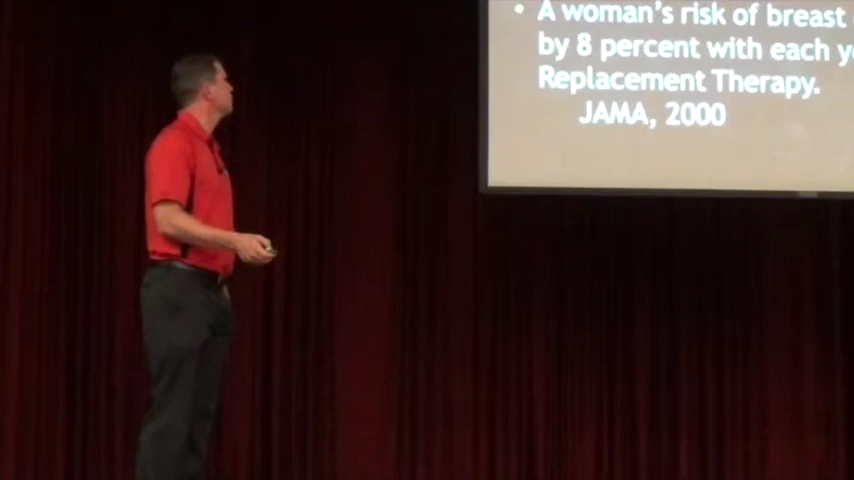 • A woman's risk of breast
by 8 percent with each
Replacement Therapy.
JAMA, 2000